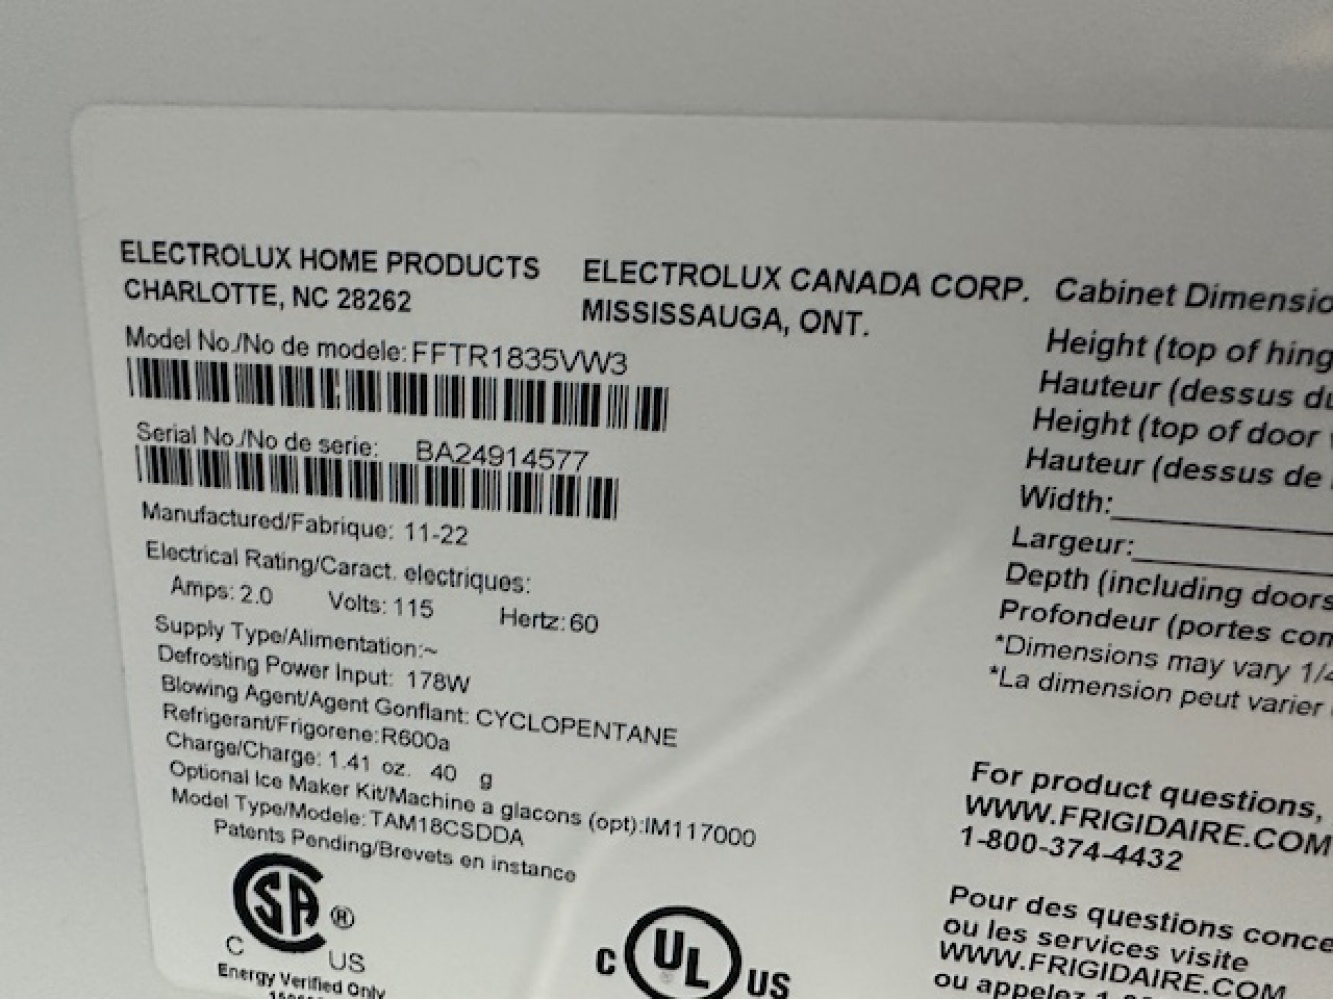 ELECTROLUX HOME PRODUCTS
CHARLOTTE, NC 28262
ELECTROLUX CANADA CORP.
MISSISSAUGA, ONT.
Model No./No de modele: FFTR1835VW3
Serial No./No de serie: BA24914577
Manufactured/Fabrique: 11-22
Electrical Rating/Caract. electriques:
Amps: 2.0 Volts: 115 Hertz: 60
Supply Type/Alimentation:~
Defrosting Power Input: 178W
Blowing Agent/Agent Gonflant: CYCLOPENTANE
Refrigerant/Frigorene:R600a
Charge/Charge: 1.41 oz. 40 g
Optional Ice Maker Kit/Machine a glacons (opt):IM117000
Model Type/Modele: TAM18CSDDA
Patents Pending/Brevets en instance
SA ®
C US
Energy Verified Only
C UL US
Cabinet Dimensio
Height (top of hing
Hauteur (dessus du
Height (top of door
Hauteur (dessus de
Width:
Largeur:
Depth (including doors
Profondeur (portes com
*Dimensions may vary 1/4
*La dimension peut varier
For product questions,
WWW.FRIGIDAIRE.COM
1-800-374-4432
Pour des questions conce
ou les services visite
WWW.FRIGIDAIRE.COM
ou appelez